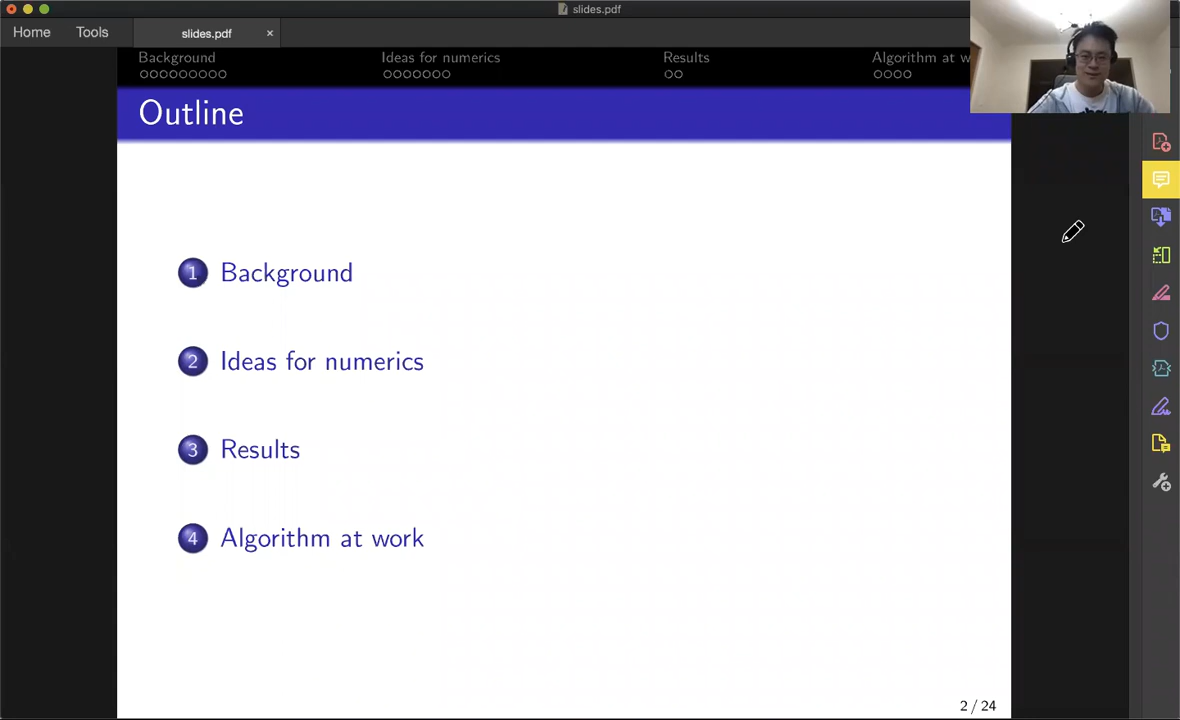 slides.pdf
Home
Tools
slides.pdf ×
Background
Ideas for numerics
Results
Algorithm at w
Outline
1 Background
2 Ideas for numerics
3 Results
4 Algorithm at work
2 / 24